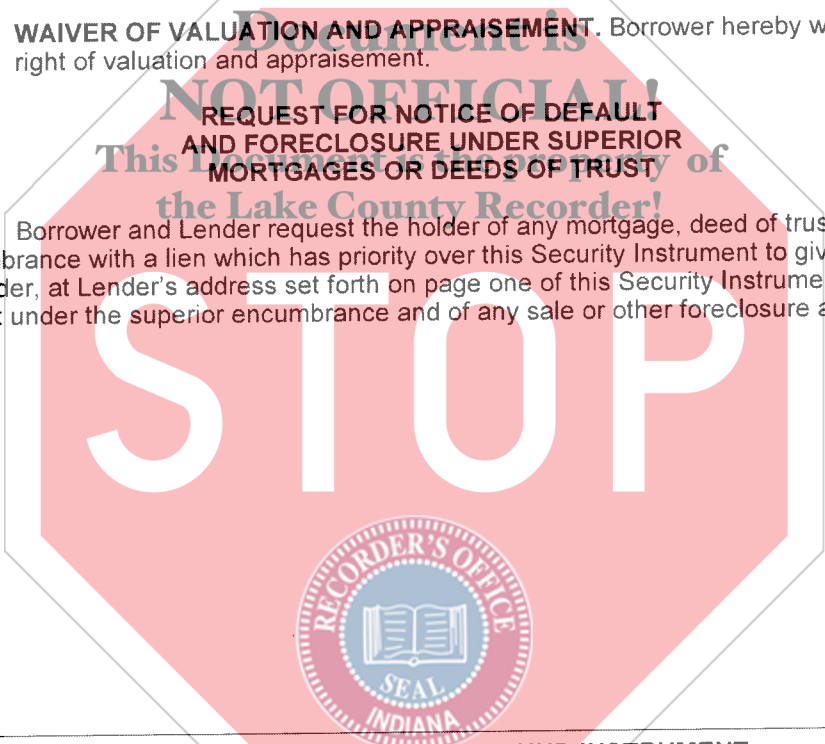 Document is
WAIVER OF VALUATION AND APPRAISEMENT. Borrower hereby w
right of valuation and appraisement.
NOT OFFICIAL!
REQUEST FOR NOTICE OF DEFAULT
AND FORECLOSURE UNDER SUPERIOR
This Document is the property of
MORTGAGES OR DEEDS OF TRUST
the Lake County Recorder!
Borrower and Lender request the holder of any mortgage, deed of trus
brance with a lien which has priority over this Security Instrument to giv
der, at Lender's address set forth on page one of this Security Instrume
under the superior encumbrance and of any sale or other foreclosure a
STOP
RECORDER'S OFFICE
SEAL
INDIANA